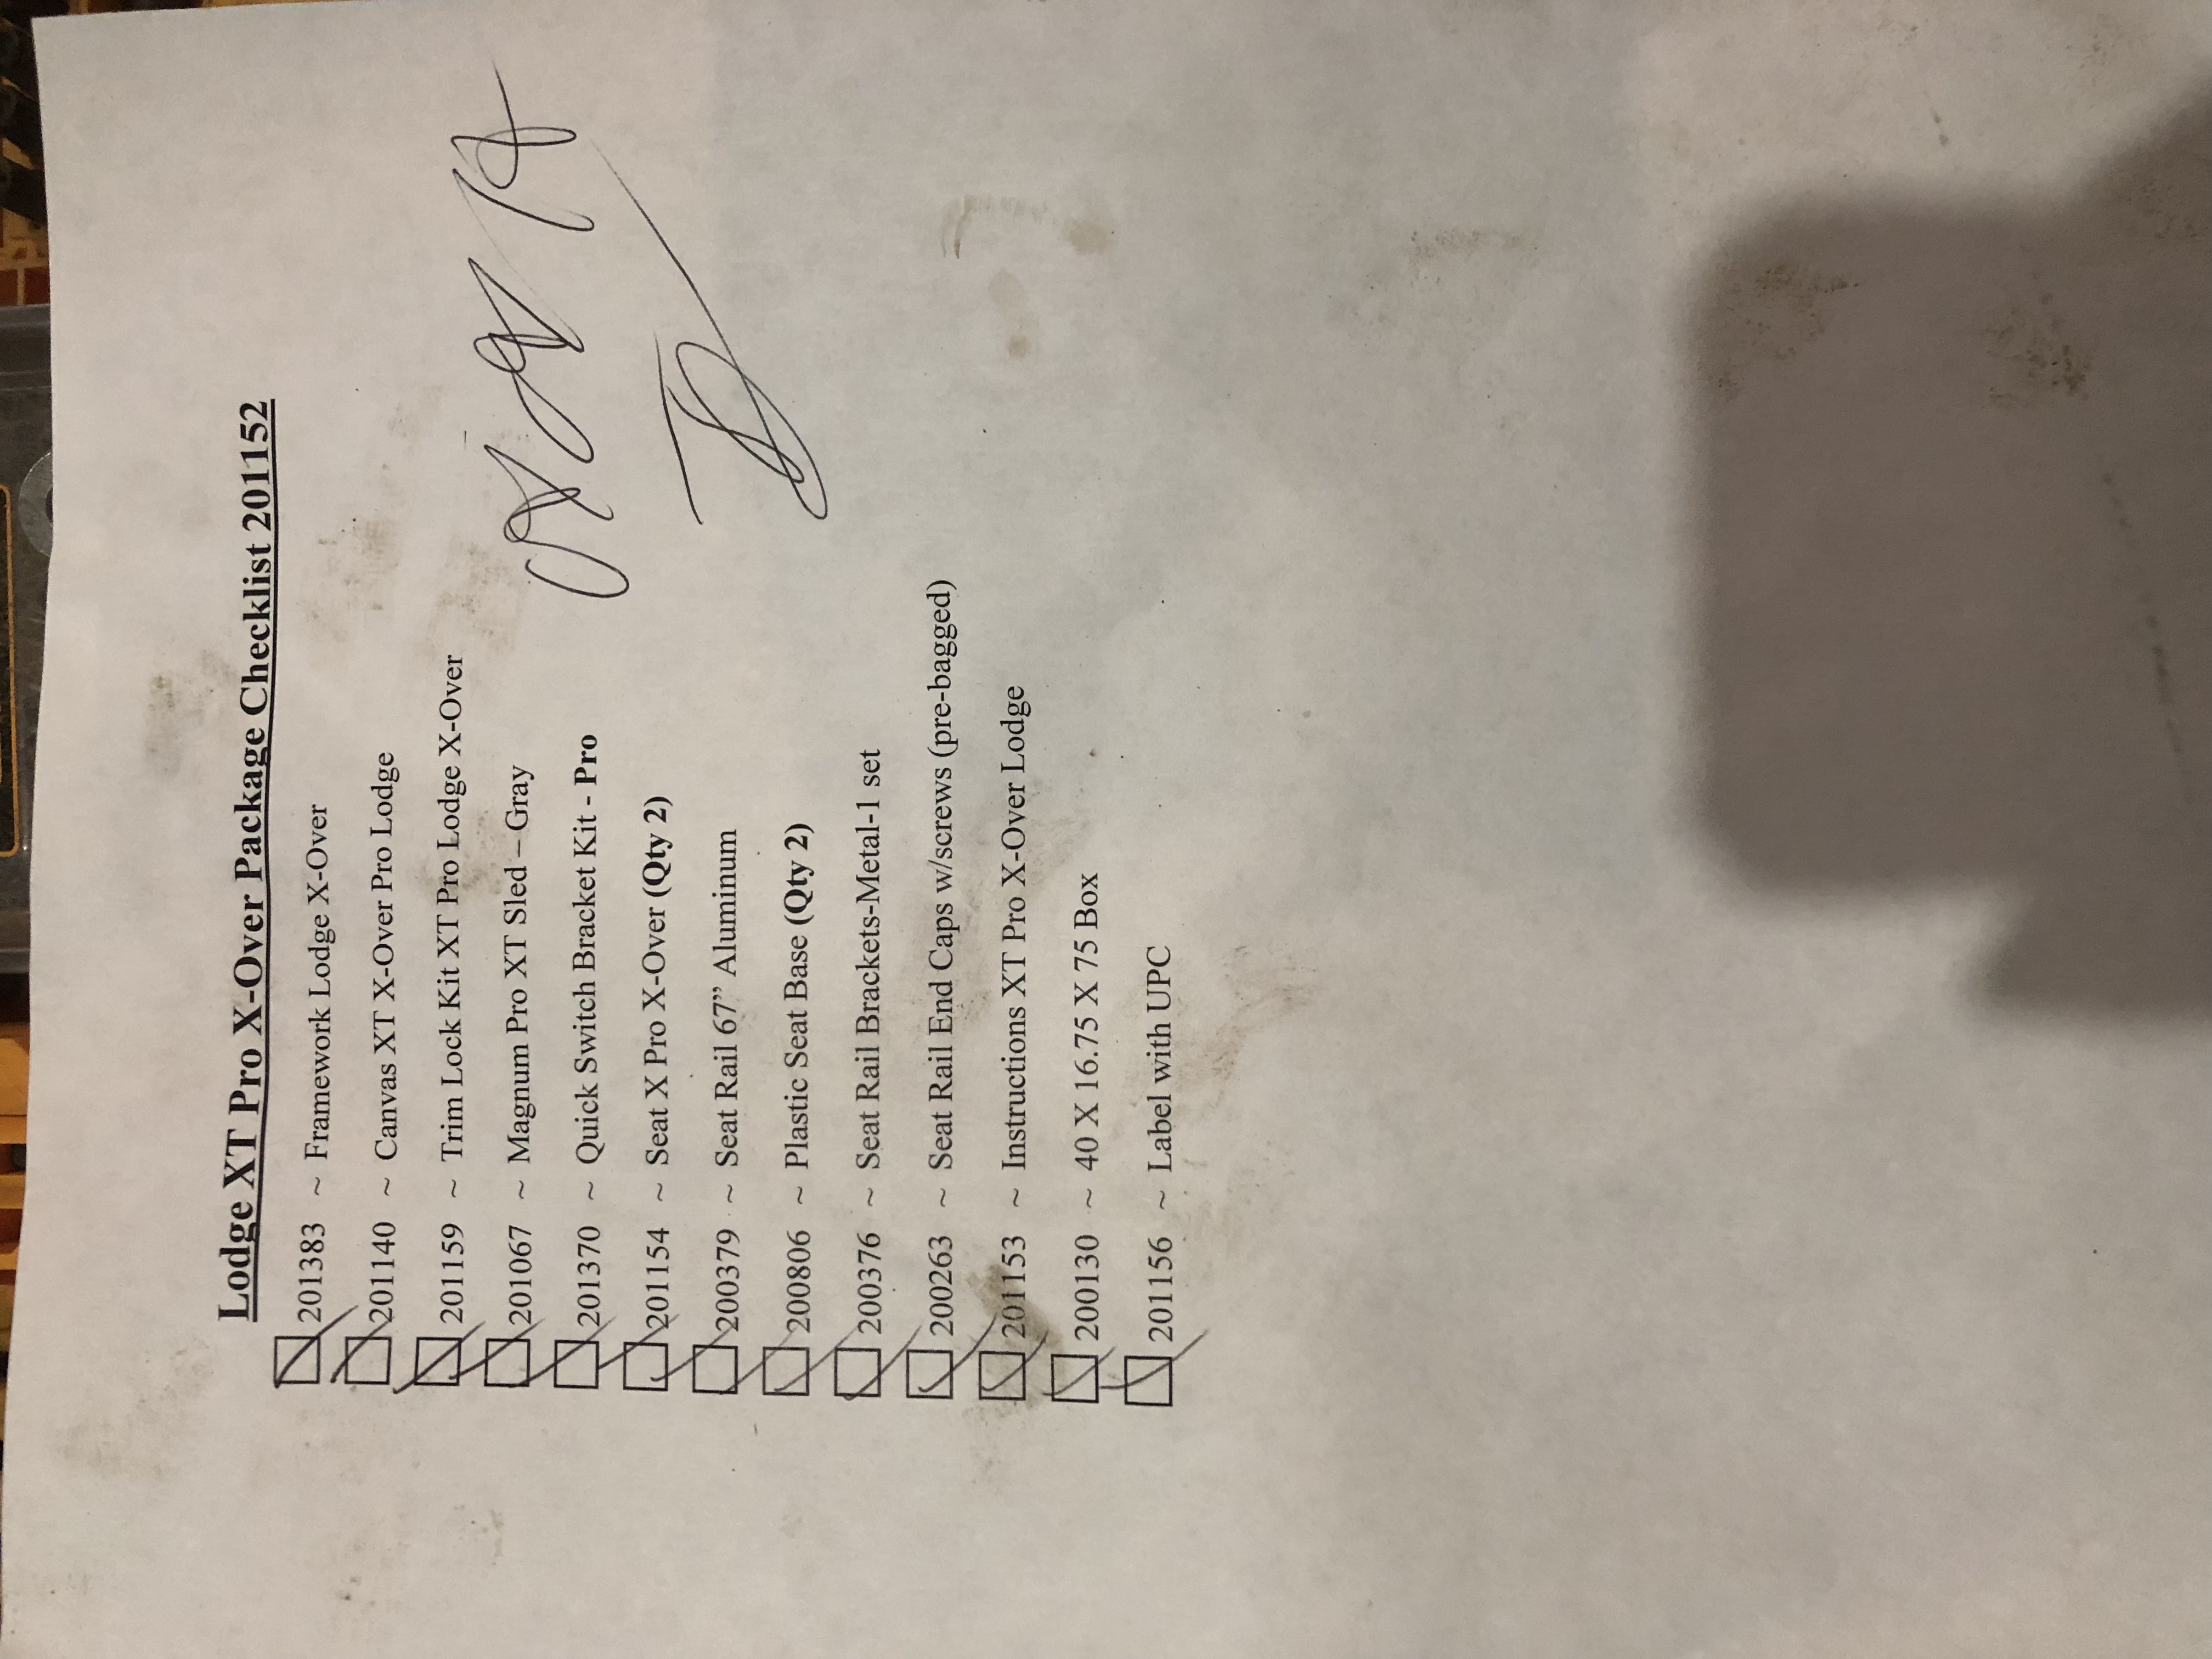 Lodge XT Pro X-Over Package Checklist 201152
201383 ~ Framework Lodge X-Over
201140 ~ Canvas XT X-Over Pro Lodge
201159 ~ Trim Lock Kit XT Pro Lodge X-Over
201067 ~ Magnum Pro XT Sled – Gray
201370 ~ Quick Switch Bracket Kit - Pro
201154 ~ Seat X Pro X-Over (Qty 2)
200379 ~ Seat Rail 67” Aluminum
200806 ~ Plastic Seat Base (Qty 2)
200376 ~ Seat Rail Brackets-Metal-1 set
200263 ~ Seat Rail End Caps w/screws (pre-bagged)
201153 ~ Instructions XT Pro X-Over Lodge
200130 ~ 40 X 16.75 X 75 Box
201156 ~ Label with UPC